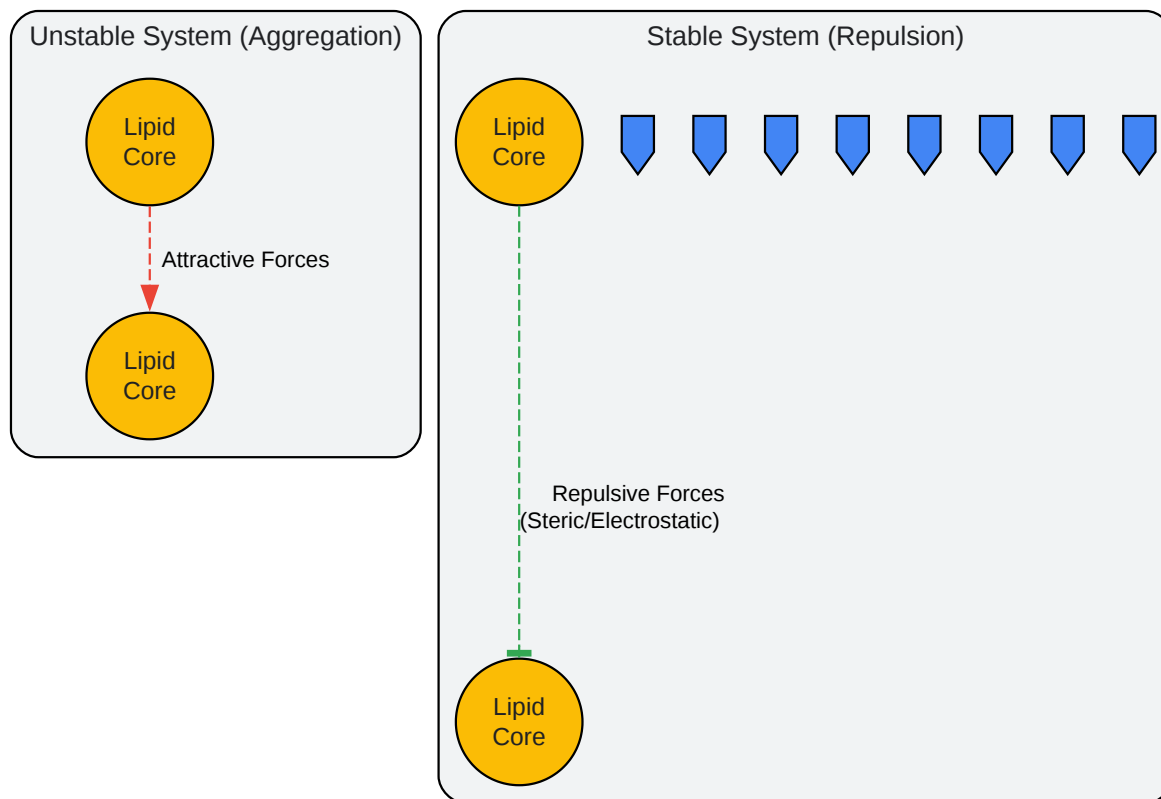 Unstable System (Aggregation)
Lipid
Core
Attractive Forces
Lipid
Core
Stable System (Repulsion)
Lipid
Core
Repulsive Forces
(Steric/Electrostatic)
Lipid
Core